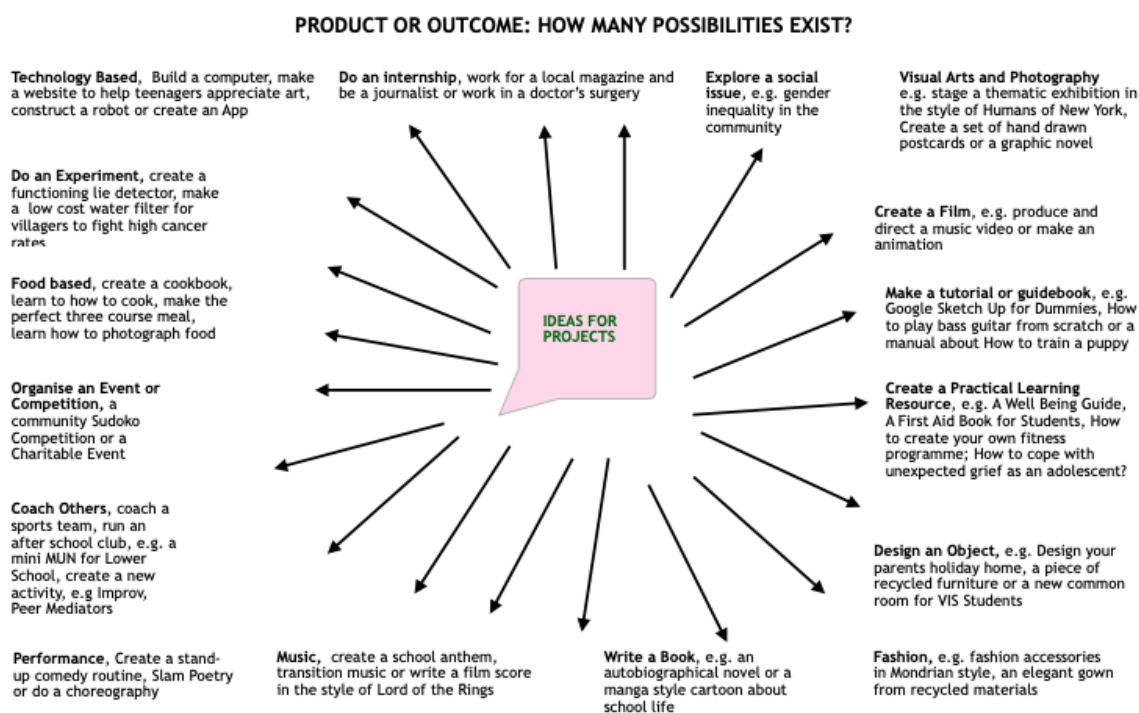 PRODUCT OR OUTCOME: HOW MANY POSSIBILITIES EXIST?
Technology Based, Build a computer, make
a website to help teenagers appreciate art,
construct a robot or create an App
Do an internship, work for a local magazine and
be a journalist or work in a doctor's surgery
Explore a social
issue, e.g. gender
inequality in the
community
Visual Arts and Photography
e.g. stage a thematic exhibition in
the style of Humans of New York,
Create a set of hand drawn
postcards or a graphic novel
Do an Experiment, create a
functioning lie detector, make
a low cost water filter for
villagers to fight high cancer
rates
Create a Film, e.g. produce and
direct a music video or make an
animation
Food based, create a cookbook,
learn to how to cook, make the
perfect three course meal,
learn how to photograph food
IDEAS FOR
PROJECTS
Make a tutorial or guidebook, e.g.
Google Sketch Up for Dummies, How
to play bass guitar from scratch or a
manual about How to train a puppy
Organise an Event or
Competition, a
community Sudoko
Competition or a
Charitable Event
Create a Practical Learning
Resource, e.g. A Well Being Guide,
A First Aid Book for Students, How
to create your own fitness
programme; How to cope with
unexpected grief as an adolescent?
Coach Others, coach a
sports team, run an
after school club, e.g. a
mini MUN for Lower
School, create a new
activity, e.g Improv,
Peer Mediators
Design an Object, e.g. Design your
parents holiday home, a piece of
recycled furniture or a new common
room for VIS Students
Performance, Create a stand-
up comedy routine, Slam Poetry
or do a choreography
Music, create a school anthem,
transition music or write a film score
in the style of Lord of the Rings
Write a Book, e.g. an
autobiographical novel or a
manga style cartoon about
school life
Fashion, e.g. fashion accessories
in Mondrian style, an elegant gown
from recycled materials